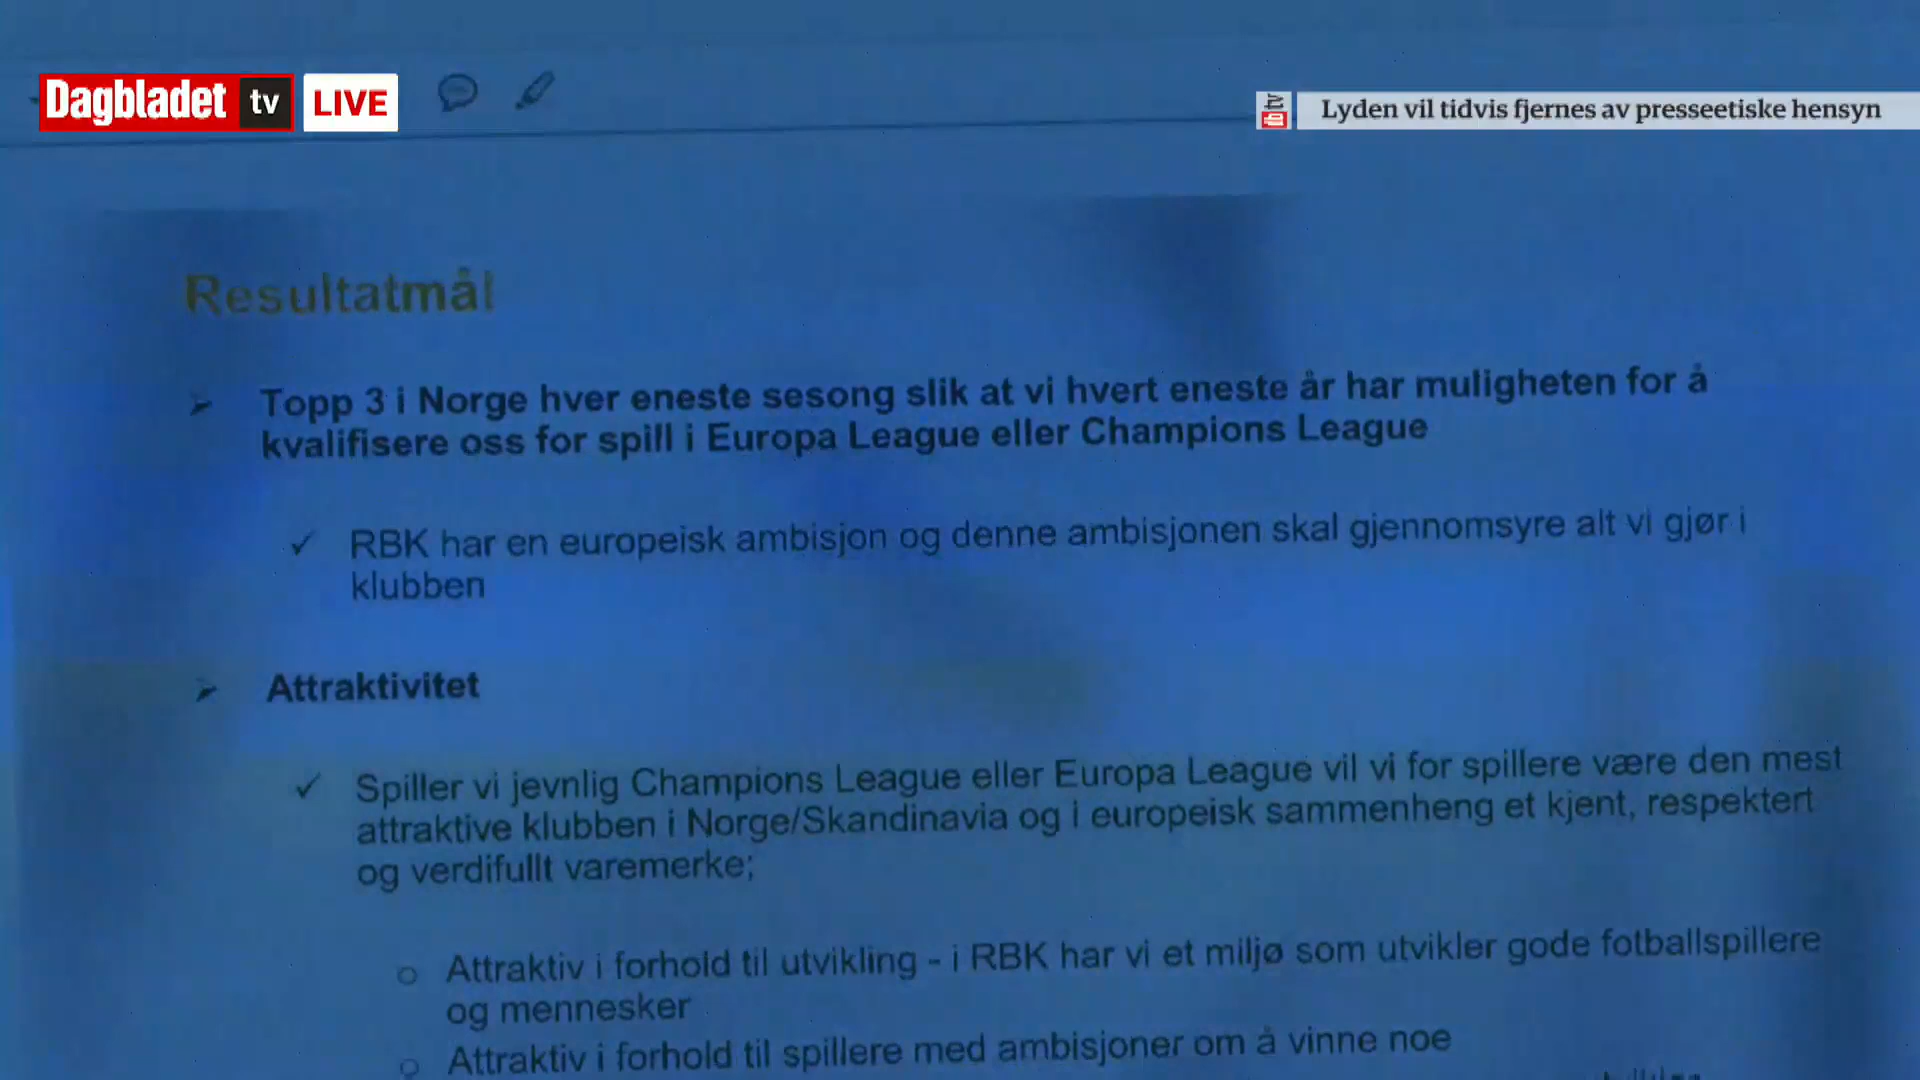 Dagbladet tv LIVE
Lyden vil tidvis fjernes av presseetiske hensyn
Resultatmål
Topp 3 i Norge hver eneste sesong slik at vi hvert eneste år har muligheten for å
kvalifisere oss for spill i Europa League eller Champions League
RBK har en europeisk ambisjon og denne ambisjonen skal gjennomsyre alt vi gjør i
klubben
Attraktivitet
Spiller vi jevnlig Champions League eller Europa League vil vi for spillere være den mest
attraktive klubben i Norge/Skandinavia og i europeisk sammenheng et kjent, respektert
og verdifullt varemerke;
Attraktiv i forhold til utvikling - i RBK har vi et miljø som utvikler gode fotballspillere
og mennesker
Attraktiv i forhold til spillere med ambisjoner om å vinne noe